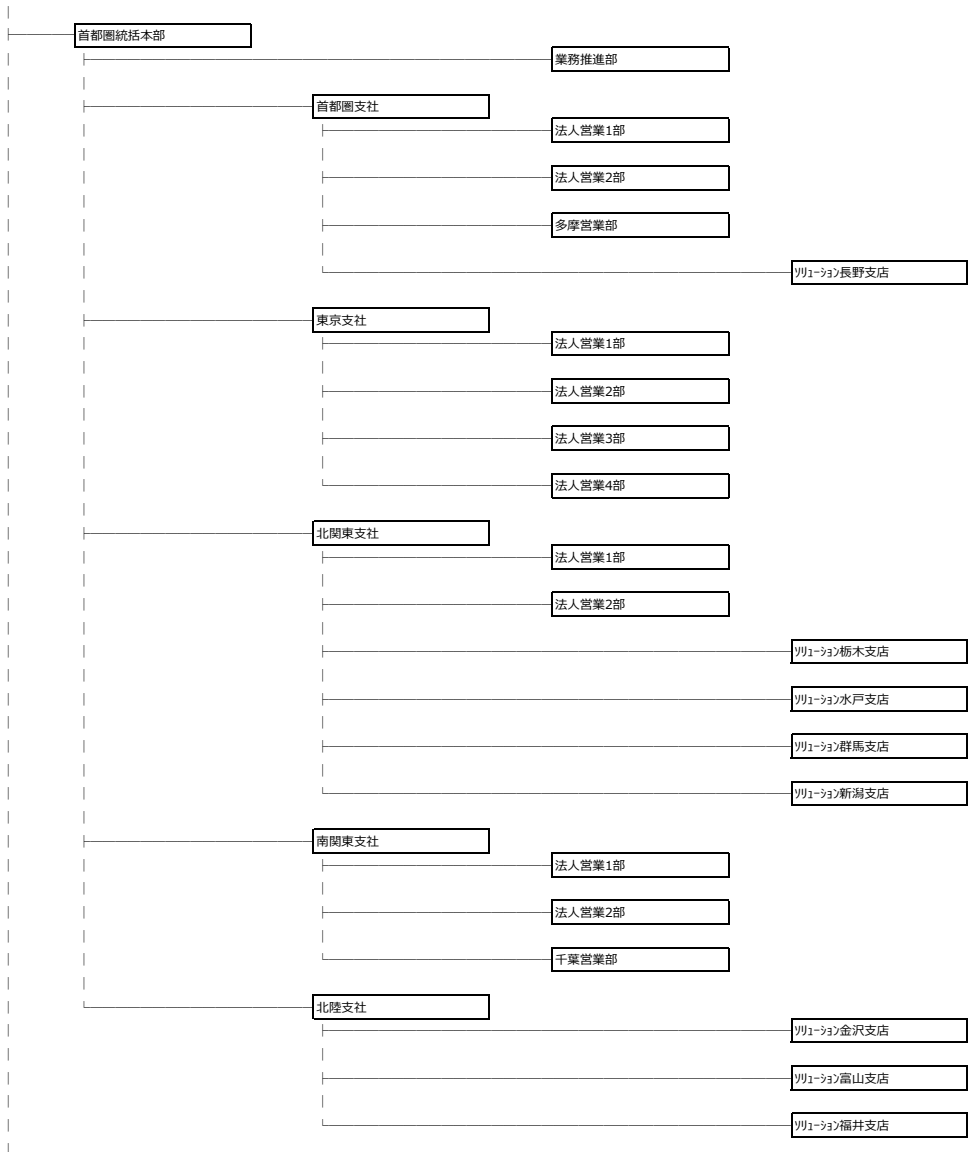 首都圏統括本部
業務推進部
首都圏支社
法人営業1部
法人営業2部
多摩営業部
ｿﾘｭｰｼｮﾝ長野支店
東京支社
法人営業1部
法人営業2部
法人営業3部
法人営業4部
北関東支社
法人営業1部
法人営業2部
ｿﾘｭｰｼｮﾝ栃木支店
ｿﾘｭｰｼｮﾝ水戸支店
ｿﾘｭｰｼｮﾝ群馬支店
ｿﾘｭｰｼｮﾝ新潟支店
南関東支社
法人営業1部
法人営業2部
千葉営業部
北陸支社
ｿﾘｭｰｼｮﾝ金沢支店
ｿﾘｭｰｼｮﾝ富山支店
ｿﾘｭｰｼｮﾝ福井支店